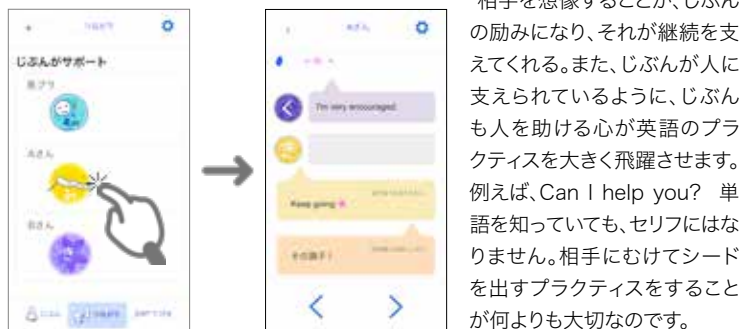 じぶんがサポート
Aさん
I'm very encouraged.
Keep going
その調子！
相手を想像することが、じぶん
の励みになり、それが継続を支
えてくれる。また、じぶんが人に
支えられているように、じぶん
も人を助ける心が英語のプラ
クティスを大きく飛躍させます。
例えば、Can I help you?　単
語を知っていても、セリフにはな
りません。相手にむけてシード
を出すプラクティスをすること
が何よりも大切なのです。